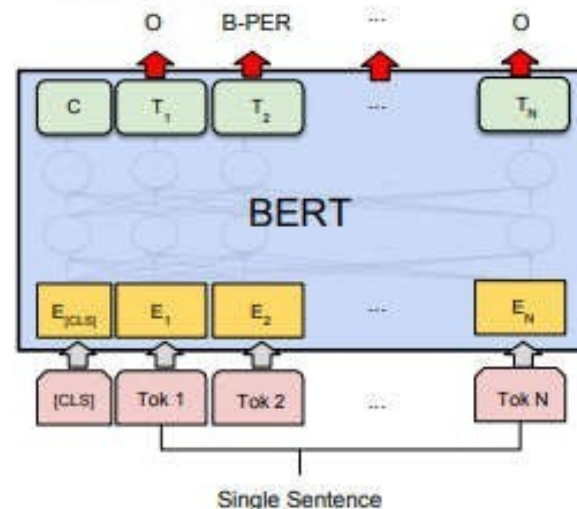 O B-PER ... O
C T1 T2 ... TN
BERT
E[CLS] E1 E2 ... EN
[CLS] Tok 1 Tok 2 ... Tok N
Single Sentence